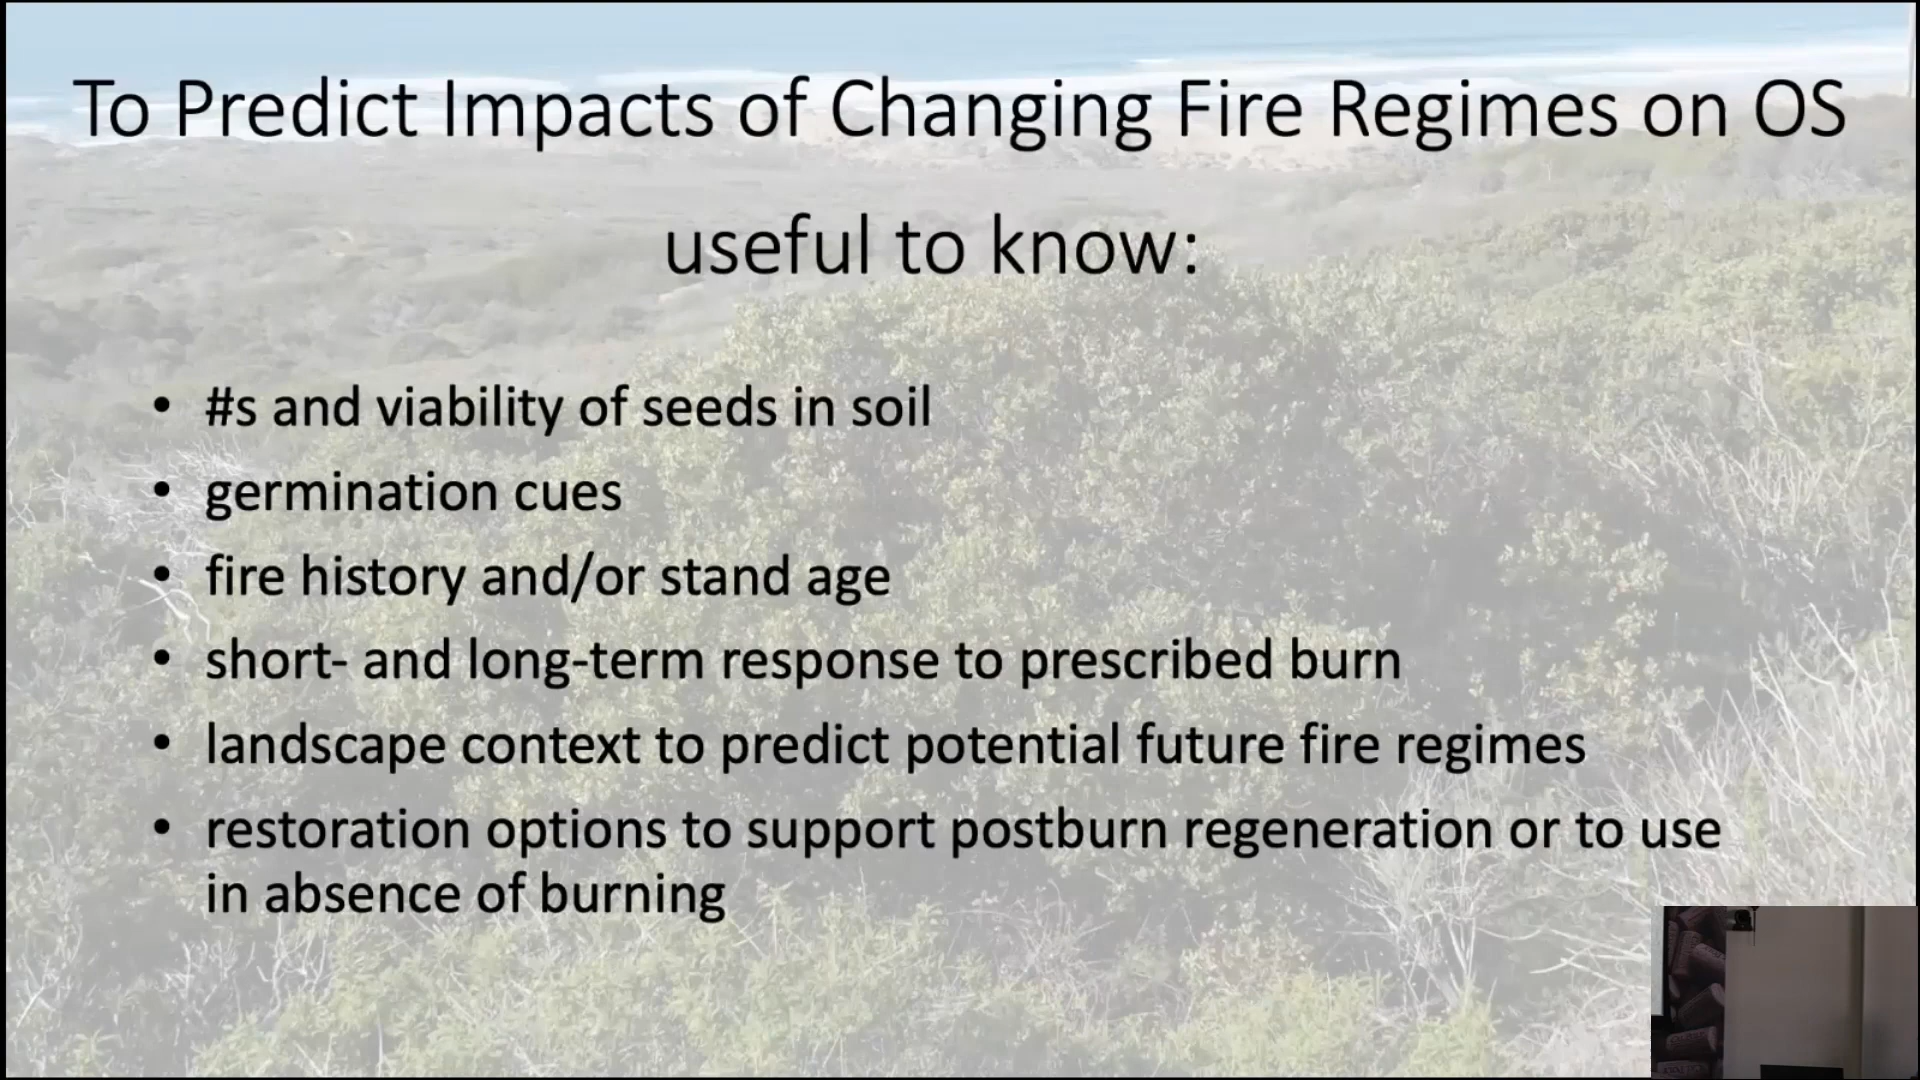 To Predict Impacts of Changing Fire Regimes on OS
useful to know:
• #s and viability of seeds in soil
• germination cues
• fire history and/or stand age
• short- and long-term response to prescribed burn
• landscape context to predict potential future fire regimes
• restoration options to support postburn regeneration or to use
in absence of burning